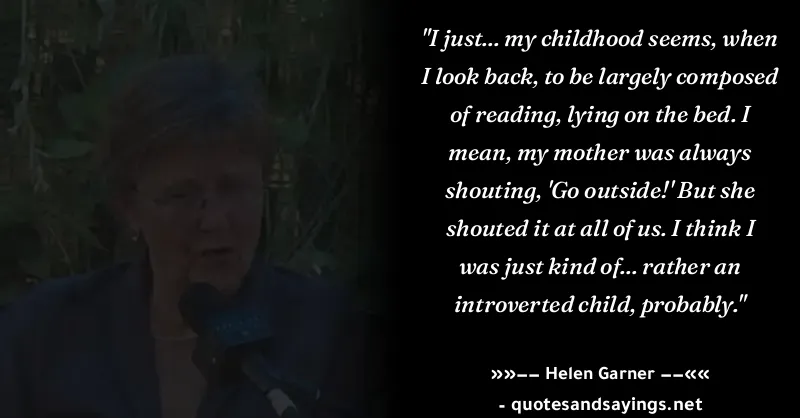 "I just... my childhood seems, when
I look back, to be largely composed
of reading, lying on the bed. I
mean, my mother was always
shouting, 'Go outside!' But she
shouted it at all of us. I think I
was just kind of... rather an
introverted child, probably."
»»–– Helen Garner ––««
- quotesandsayings.net